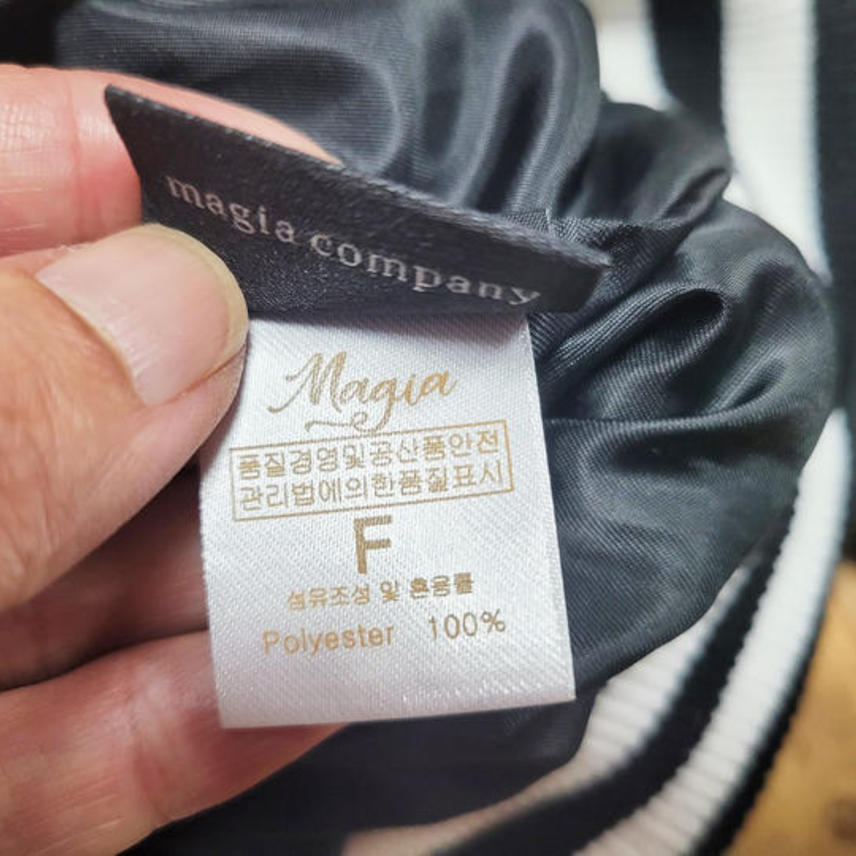 magia company
Magia
품질경영및공산품안전
관리법에의한품질표시
F
섬유조성 및 혼용률
Polyester 100%